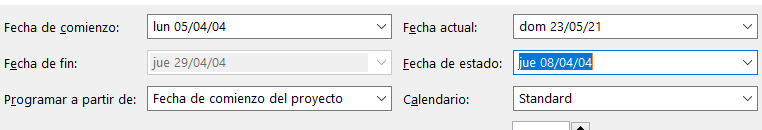 Fecha de comienzo: lun 05/04/04 Fecha actual: dom 23/05/21
Fecha de fin: jue 29/04/04 Fecha de estado: jue 08/04/04
Programar a partir de: Fecha de comienzo del proyecto Calendario: Standard